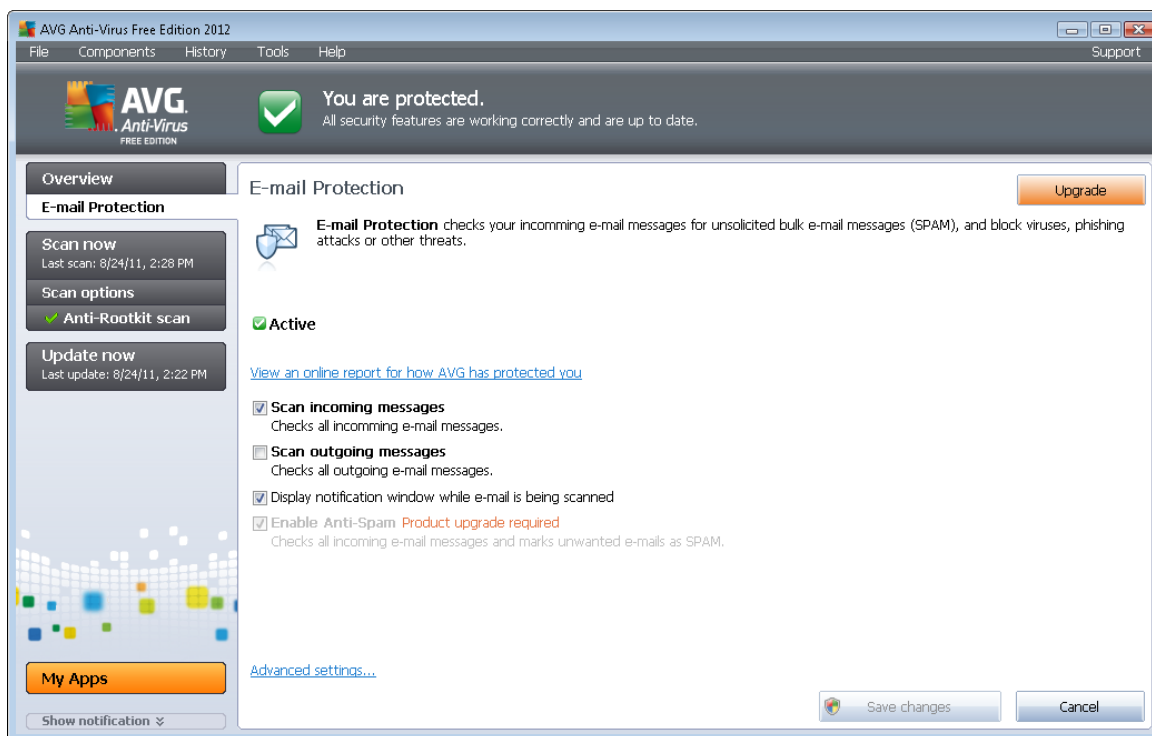 AVG Anti-Virus Free Edition 2012
File Components History Tools Help Support
AVG.
Anti-Virus
FREE EDITION
You are protected.
All security features are working correctly and are up to date.
Overview
E-mail Protection
Scan now
Last scan: 8/24/11, 2:28 PM
Scan options
Anti-Rootkit scan
Update now
Last update: 8/24/11, 2:22 PM
My Apps
Show notification
E-mail Protection
Upgrade
E-mail Protection checks your incomming e-mail messages for unsolicited bulk e-mail messages (SPAM), and block viruses, phishing
attacks or other threats.
Active
View an online report for how AVG has protected you
Scan incoming messages
Checks all incomming e-mail messages.
Scan outgoing messages
Checks all outgoing e-mail messages.
Display notification window while e-mail is being scanned
Enable Anti-Spam Product upgrade required
Checks all incoming e-mail messages and marks unwanted e-mails as SPAM.
Advanced settings...
Save changes
Cancel